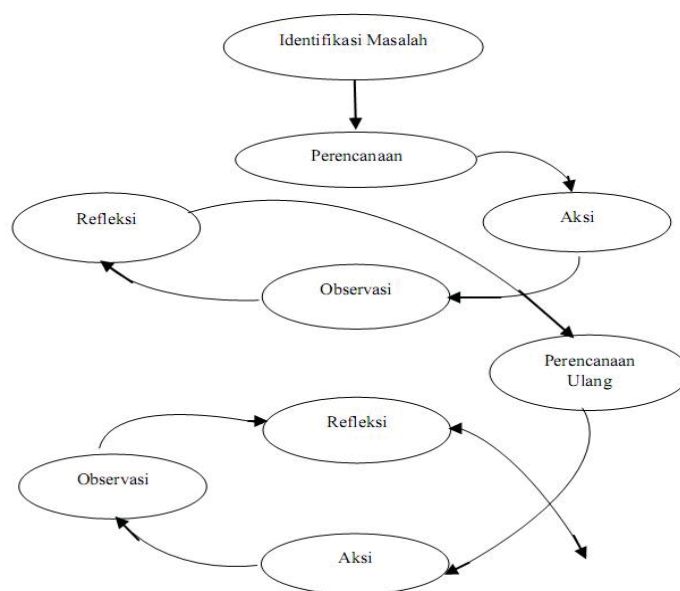 Identifikasi Masalah
Perencanaan
Aksi
Refleksi
Observasi
Perencanaan
Ulang
Refleksi
Observasi
Aksi